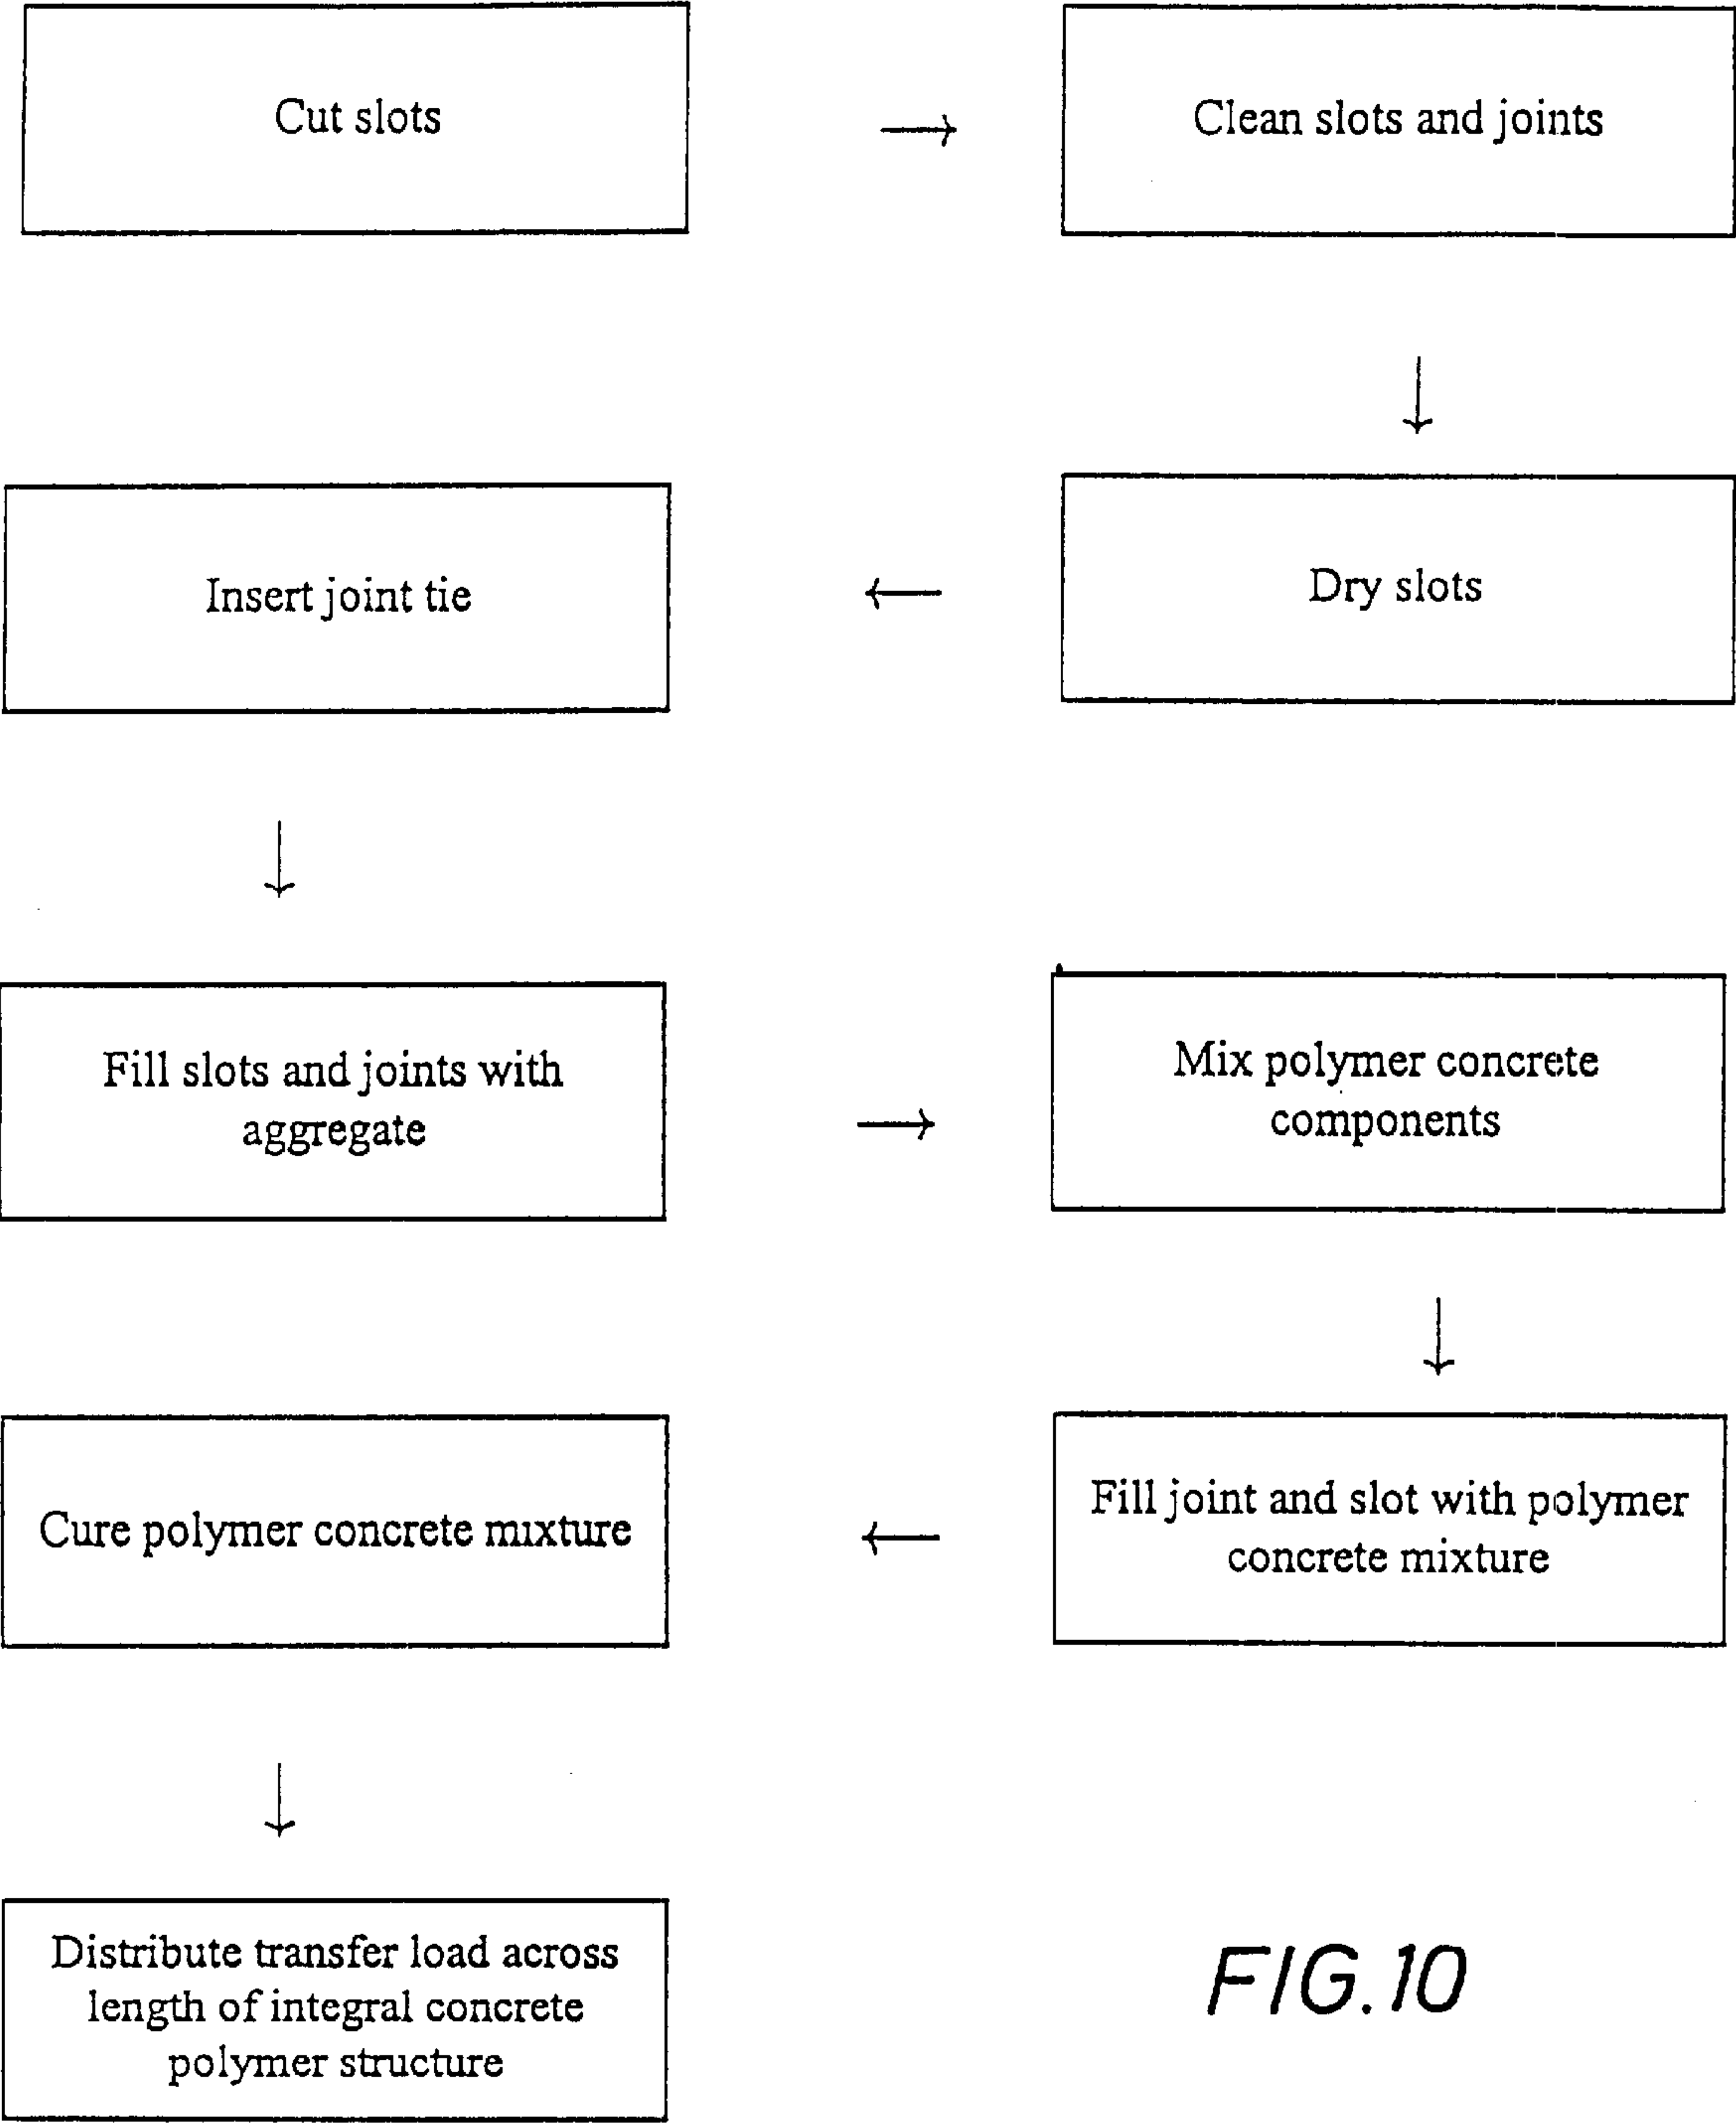 Cut slots
Clean slots and joints
Dry slots
Insert joint tie
Fill slots and joints with
aggregate
Mix polymer concrete
components
Fill joint and slot with polymer
concrete mixture
Cure polymer concrete mixture
Distribute transfer load across
length of integral concrete
polymer structure
FIG.10